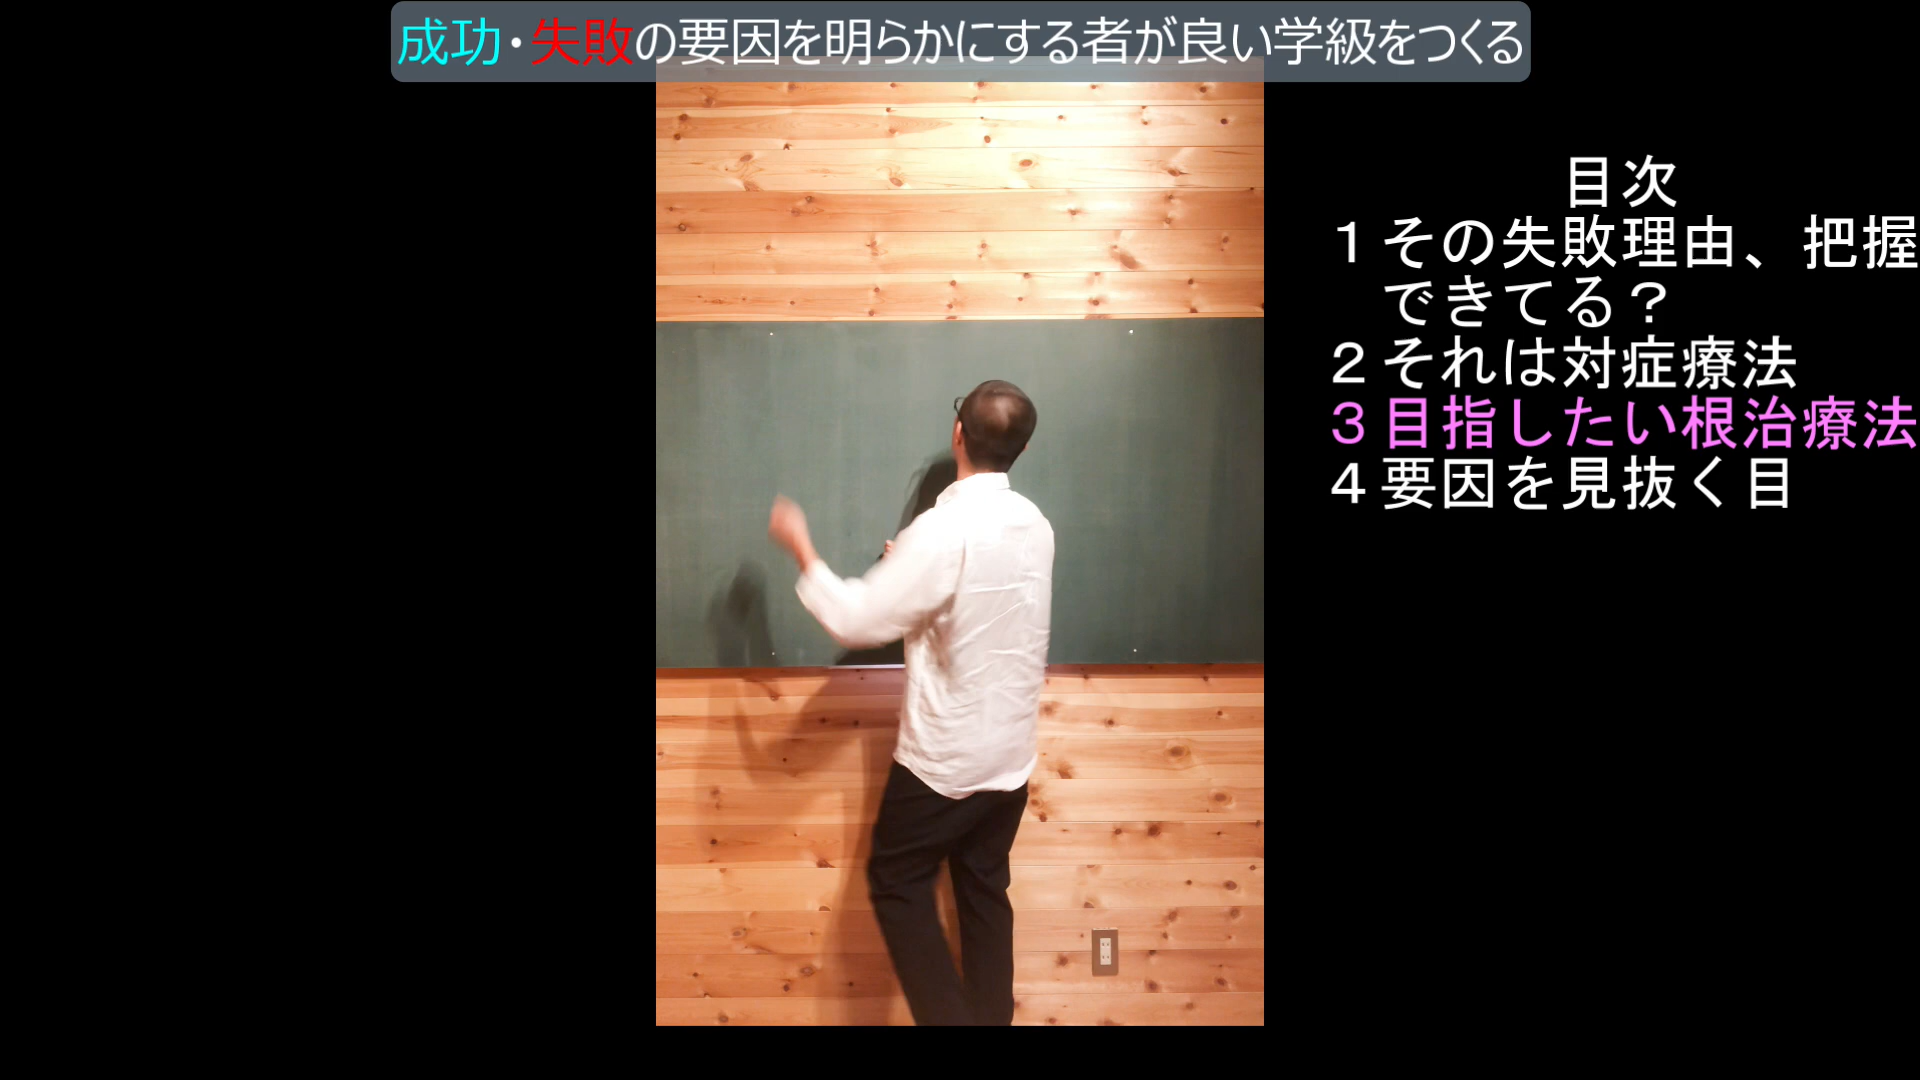 成功・失敗の要因を明らかにする者が良い学級をつくる
目次
1その失敗理由、把握
できてる？
2それは対症療法
3目指したい根治療法
4要因を見抜く目